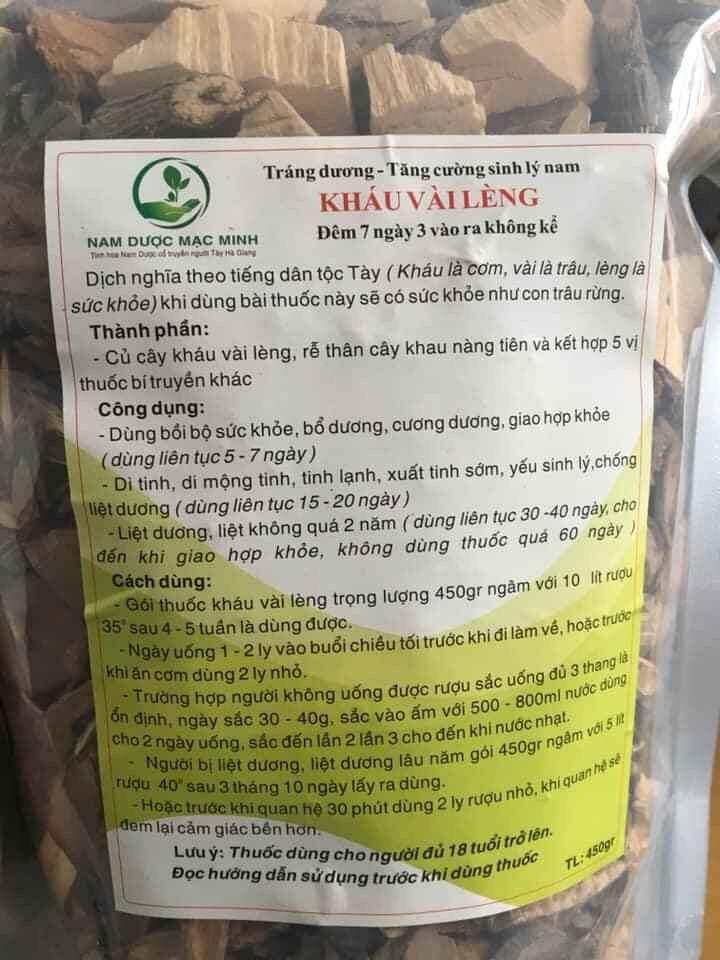 Tráng dương - Tăng cường sinh lý nam
KHÁU VÀI LÈNG
Đêm 7 ngày 3 vào ra không kể
NAM DƯỢC MẠC MINH
Tinh hoa Nam Dược cổ truyền người Tày Hà Giang
Dịch nghĩa theo tiếng dân tộc Tày ( Kháu là cơm, vài là trâu, lèng là
sức khỏe) khi dùng bài thuốc này sẽ có sức khỏe như con trâu rừng.
Thành phần:
- Củ cây kháu vài lèng, rễ thân cây khau nàng tiên và kết hợp 5 vị
thuốc bí truyền khác
Công dụng:
- Dùng bồi bộ sức khỏe, bổ dương, cương dương, giao hợp khỏe
( dùng liên tục 5 - 7 ngày )
- Di tinh, di mộng tinh, tinh lạnh, xuất tinh sớm, yếu sinh lý,chống
liệt dương ( dùng liên tục 15 - 20 ngày )
- Liệt dương, liệt không quá 2 năm ( dùng liên tục 30 -40 ngày, cho
đến khi giao hợp khỏe, không dùng thuốc quá 60 ngày )
Cách dùng:
- Gói thuốc kháu vài lèng trọng lượng 450gr ngâm với 10 lít rượu
35° sau 4 - 5 tuần là dùng được.
- Ngày uống 1 - 2 ly vào buổi chiều tối trước khi đi làm về, hoặc trước
khi ăn cơm dùng 2 ly nhỏ.
- Trường hợp người không uống được rượu sắc uống đủ 3 thang là
ổn định, ngày sắc 30 - 40g, sắc vào ấm với 500 - 800ml nước dùng
cho 2 ngày uống, sắc đến lần 2 lần 3 cho đến khi nước nhạt.
- Người bị liệt dương, liệt dương lâu năm gói 450gr ngâm với 5 lít
rượu 40° sau 3 tháng 10 ngày lấy ra dùng.
-Hoặc trước khi quan hệ 30 phút dùng 2 ly rượu nhỏ, khi quan hệ sẽ
đem lại cảm giác bền hơn.
Lưu ý: Thuốc dùng cho người đủ 18 tuổi trở lên.
Đọc hướng dẫn sử dụng trước khi dùng thuốc
TL: 450gr